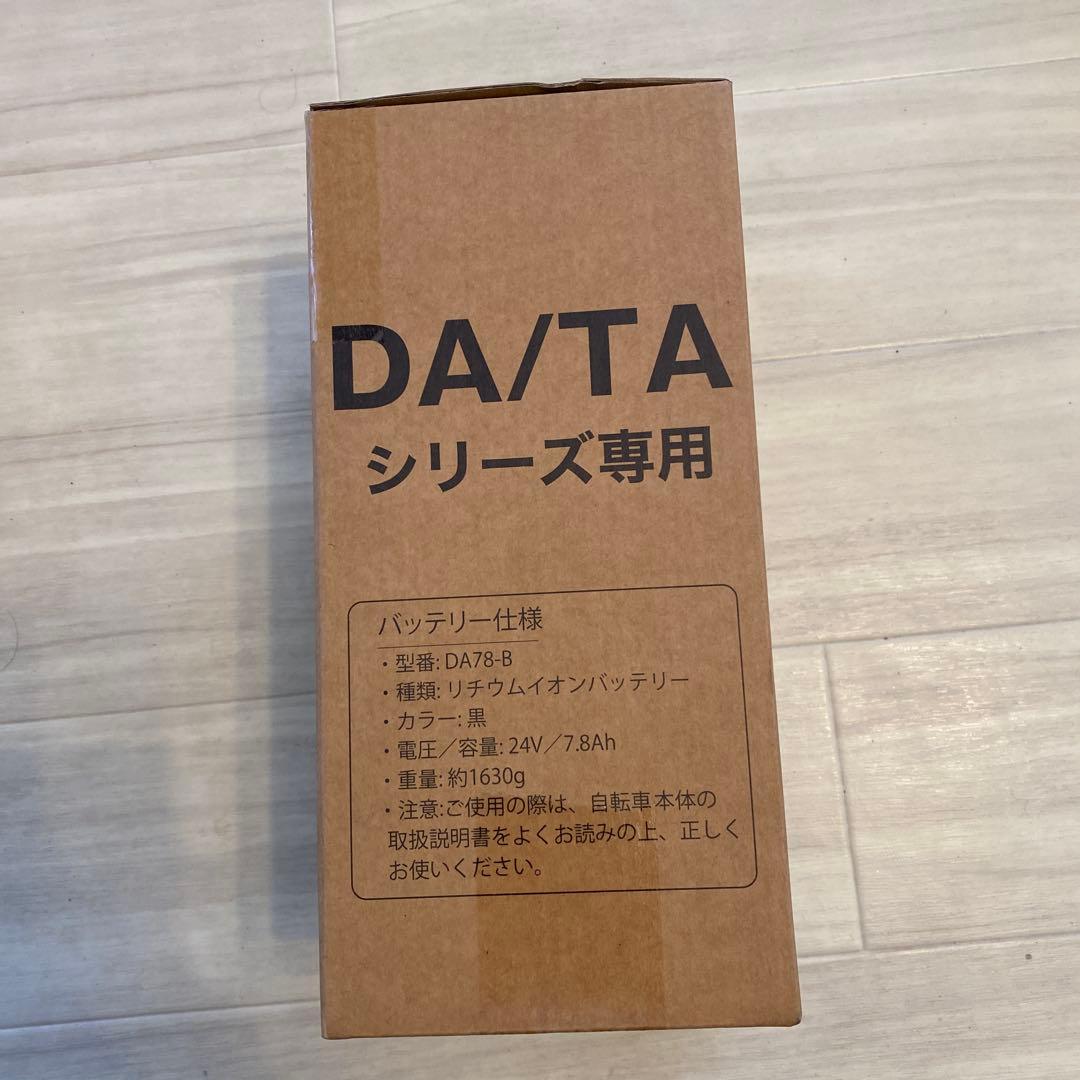 DA/TA
シリーズ専用
バッテリー仕様
・型番: DA78-B
・種類: リチウムイオンバッテリー
・カラー: 黒
・電圧／容量: 24V／7.8Ah
・重量: 約1630g
・注意:ご使用の際は、自転車本体の
取扱説明書をよくお読みの上、正しく
お使いください。